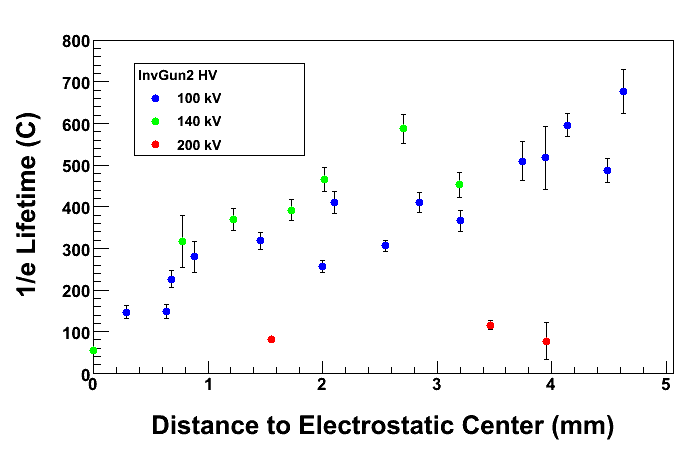 800
700
600
500
400
300
200
100
0
1/e Lifetime (C)
InvGun2 HV
100 kV
140 kV
200 kV
0 1 2 3 4 5
Distance to Electrostatic Center (mm)